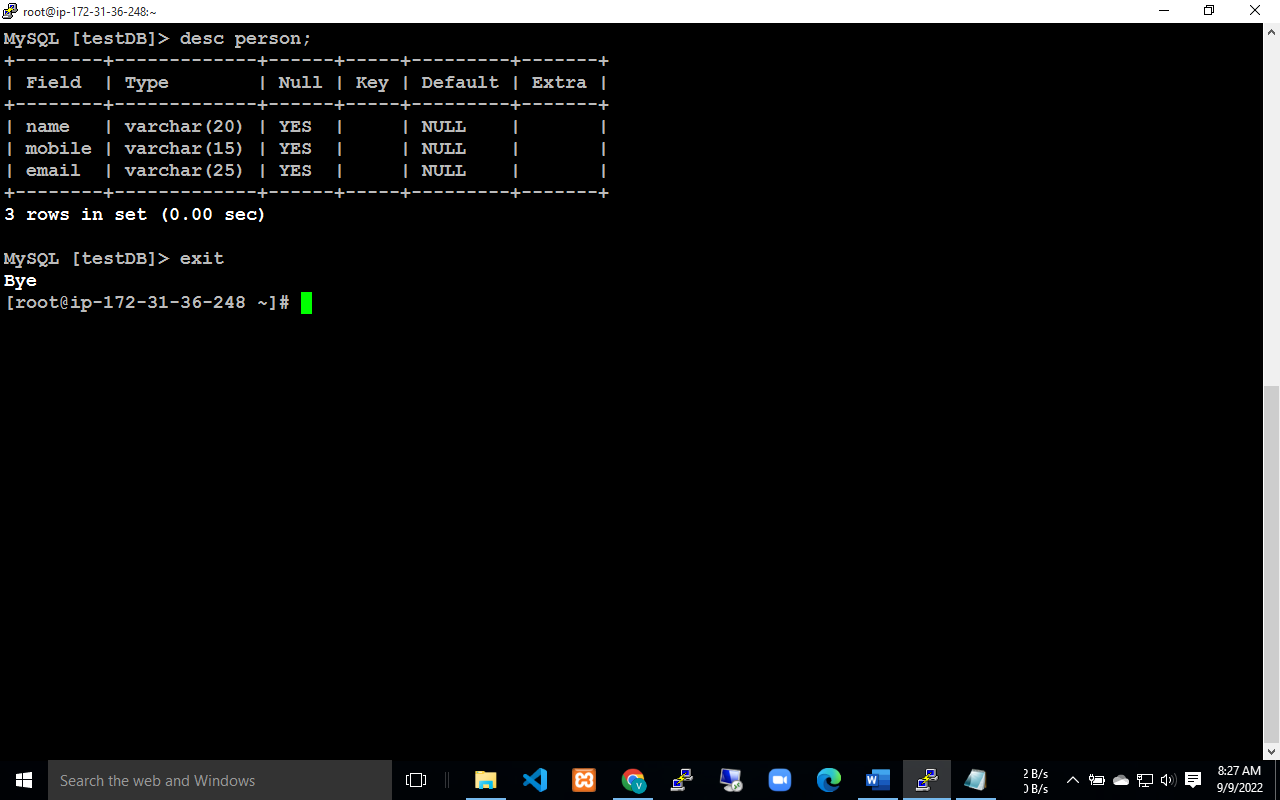 root@ip-172-31-36-248:~
MySQL [testDB]> desc person;
+--------+-------------+------+-----+---------+-------+
| Field  | Type        | Null | Key | Default | Extra |
+--------+-------------+------+-----+---------+-------+
| name   | varchar(20) | YES  |     | NULL    |       |
| mobile | varchar(15) | YES  |     | NULL    |       |
| email  | varchar(25) | YES  |     | NULL    |       |
+--------+-------------+------+-----+---------+-------+
3 rows in set (0.00 sec)
MySQL [testDB]> exit
Bye
[root@ip-172-31-36-248 ~]#
Search the web and Windows
2 B/s
0 B/s
8:27 AM
9/9/2022